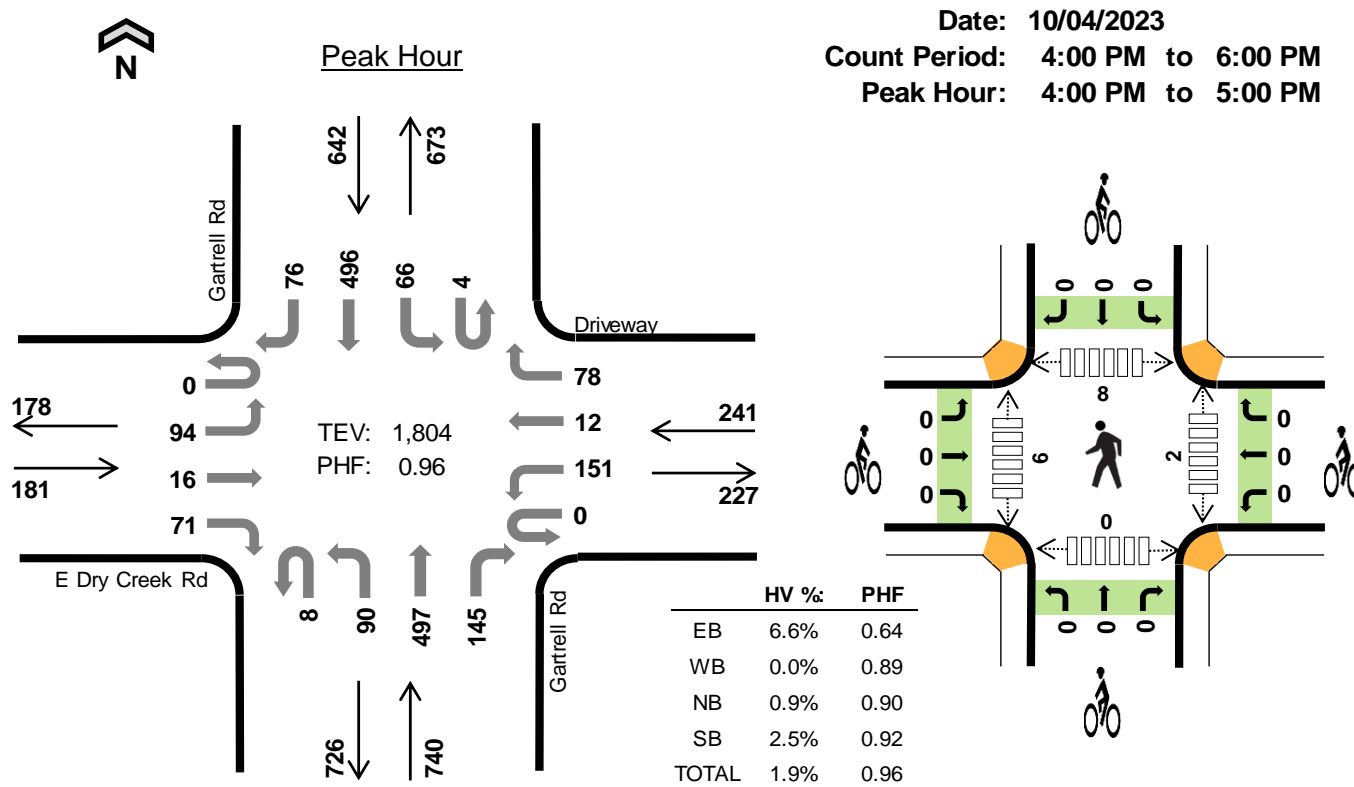 Date: 10/04/2023
Count Period: 4:00 PM to 6:00 PM
Peak Hour: 4:00 PM to 5:00 PM
N
Peak Hour
642
673
Gartrell Rd
76
496
66
4
Driveway
0
94
16
71
178
181
TEV: 1,804
PHF: 0.96
78
12
151
0
241
227
E Dry Creek Rd
8
90
497
145
Gartrell Rd
726
740
HV %: PHF
EB 6.6% 0.64
WB 0.0% 0.89
NB 0.9% 0.90
SB 2.5% 0.92
TOTAL 1.9% 0.96
0 0 0
8
0
0
0
6
2
0
0
0
0
0 0 0